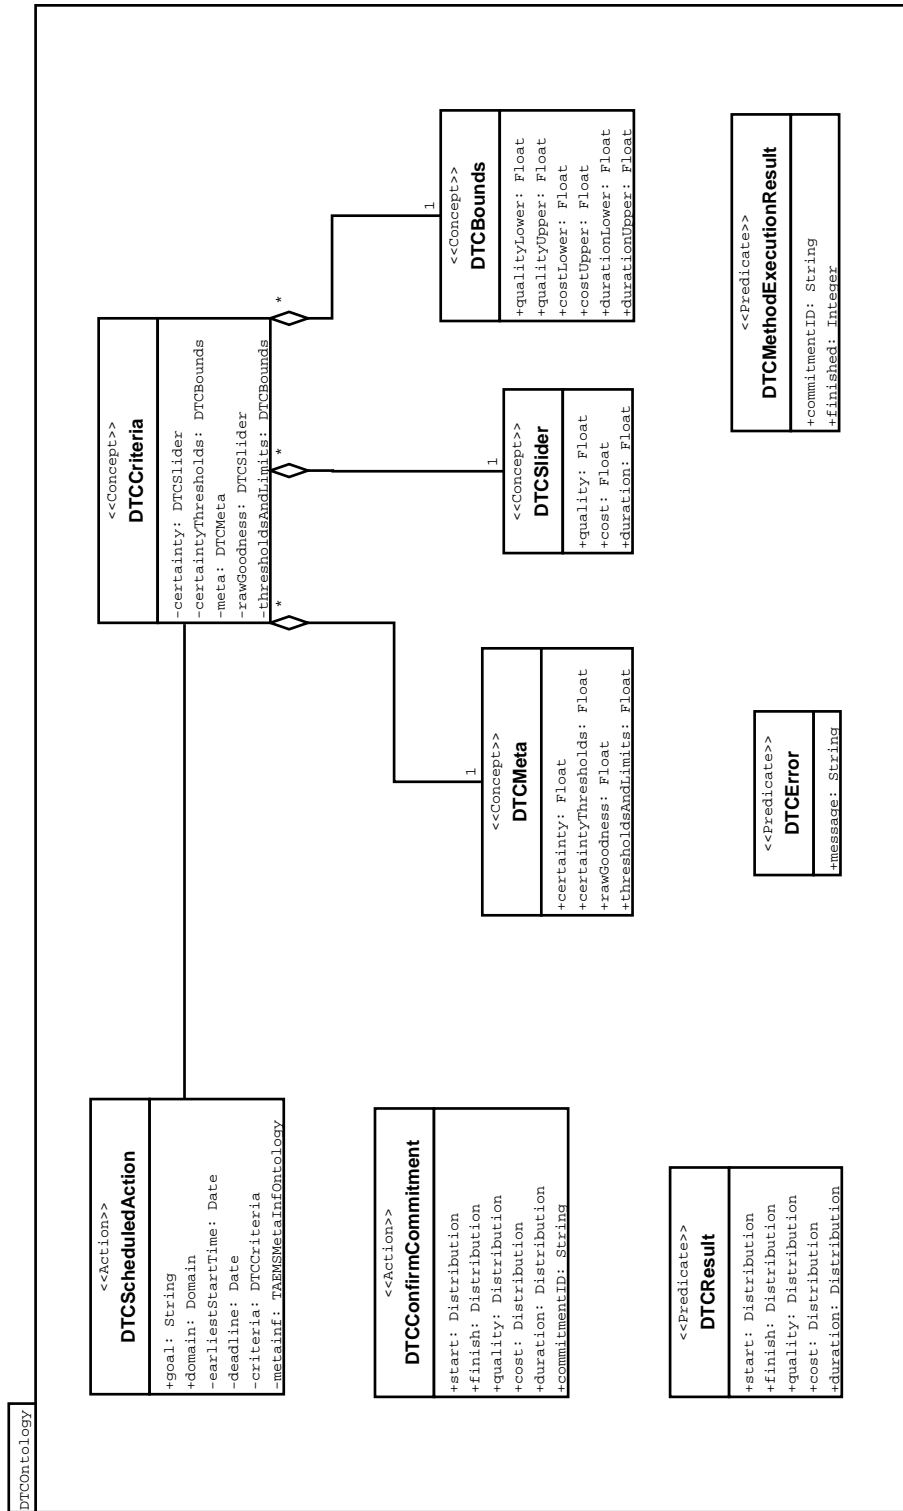 DTCOntology
<<Action>>
DTCScheduledAction
+goal: String
+domain: Domain
-earliestStartTime: Date
-deadline: Date
-criteria: DTCCriteria
-metainf: TAEMSMetaInfOntology
<<Concept>>
DTCCriteria
-certainty: DTCSlider
-certaintyThresholds: DTCBounds
-meta: DTCMeta
-rawGoodness: DTCSlider
-thresholdsAndLimits: DTCBounds
*
*
*
1
1
1
<<Action>>
DTCConfirmCommitment
+start: Distribution
+finish: Distribution
+quality: Distribution
+cost: Distribution
+duration: Distribution
+commitmentID: String
<<Concept>>
DTCMeta
+certainty: Float
+certaintyThresholds: Float
+rawGoodness: Float
+thresholdsAndLimits: Float
<<Concept>>
DTCSlider
+quality: Float
+cost: Float
+duration: Float
<<Concept>>
DTCBounds
+qualityLower: Float
+qualityUpper: Float
+costLower: Float
+costUpper: Float
+durationLower: Float
+durationUpper: Float
<<Predicate>>
DTCResult
+start: Distribution
+finish: Distribution
+quality: Distribution
+cost: Distribution
+duration: Distribution
<<Predicate>>
DTCError
+message: String
<<Predicate>>
DTCMethodExecutionResult
+commitmentID: String
+finished: Integer